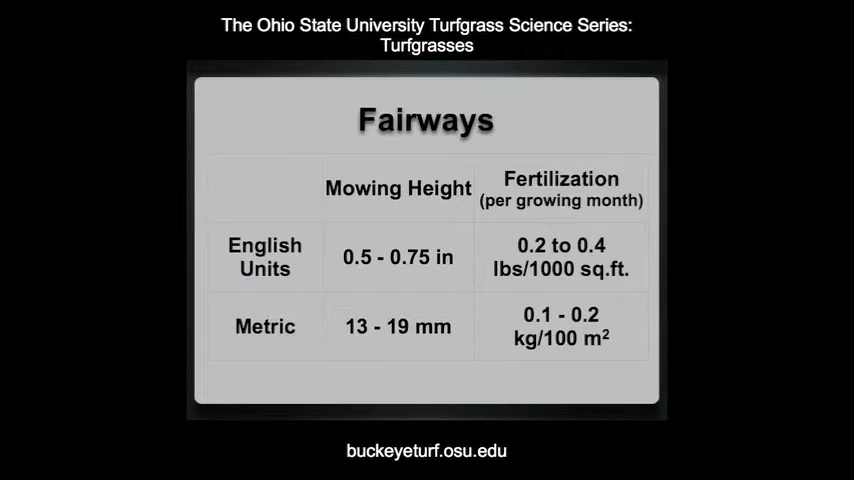 The Ohio State University Turfgrass Science Series:
Turfgrasses
Fairways
Mowing Height
Fertilization
(per growing month)
English
Units
0.5 - 0.75 in
0.2 to 0.4
lbs/1000 sq.ft.
Metric
13 - 19 mm
0.1 - 0.2
kg/100 m²
buckeyeturf.osu.edu